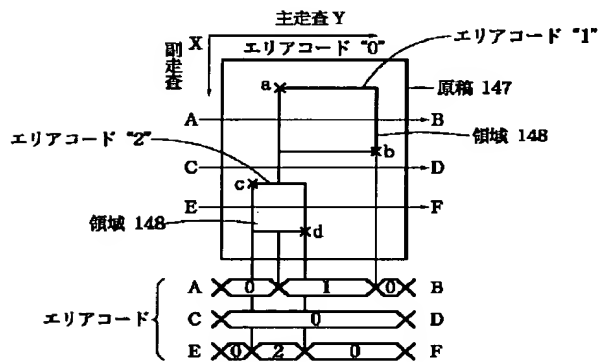 主走査 Y
X
副走査
エリアコード "0"
エリアコード "1"
a
原稿 147
A
B
エリアコード "2"
領域 148
b
C
D
c
E
F
領域 148
d
エリアコード
A
0
1
0
B
C
0
D
E
0
2
0
F